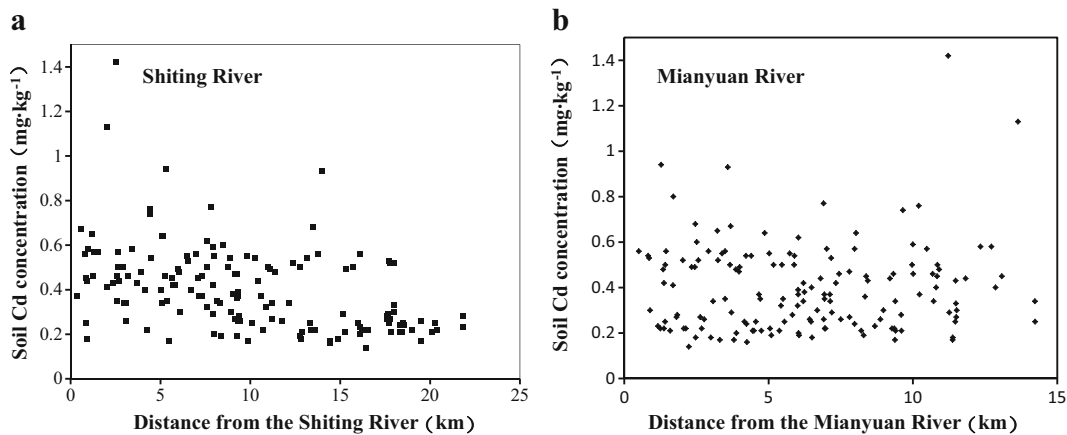 a
Shiting River
Soil Cd concentration (mg·kg⁻¹)
1.4
1.2
1
0.8
0.6
0.4
0.2
0
0 5 10 15 20 25
Distance from the Shiting River (km)
b
Mianyuan River
Soil Cd concentration (mg·kg⁻¹)
1.4
1.2
1
0.8
0.6
0.4
0.2
0
0 5 10 15
Distance from the Mianyuan River (km)